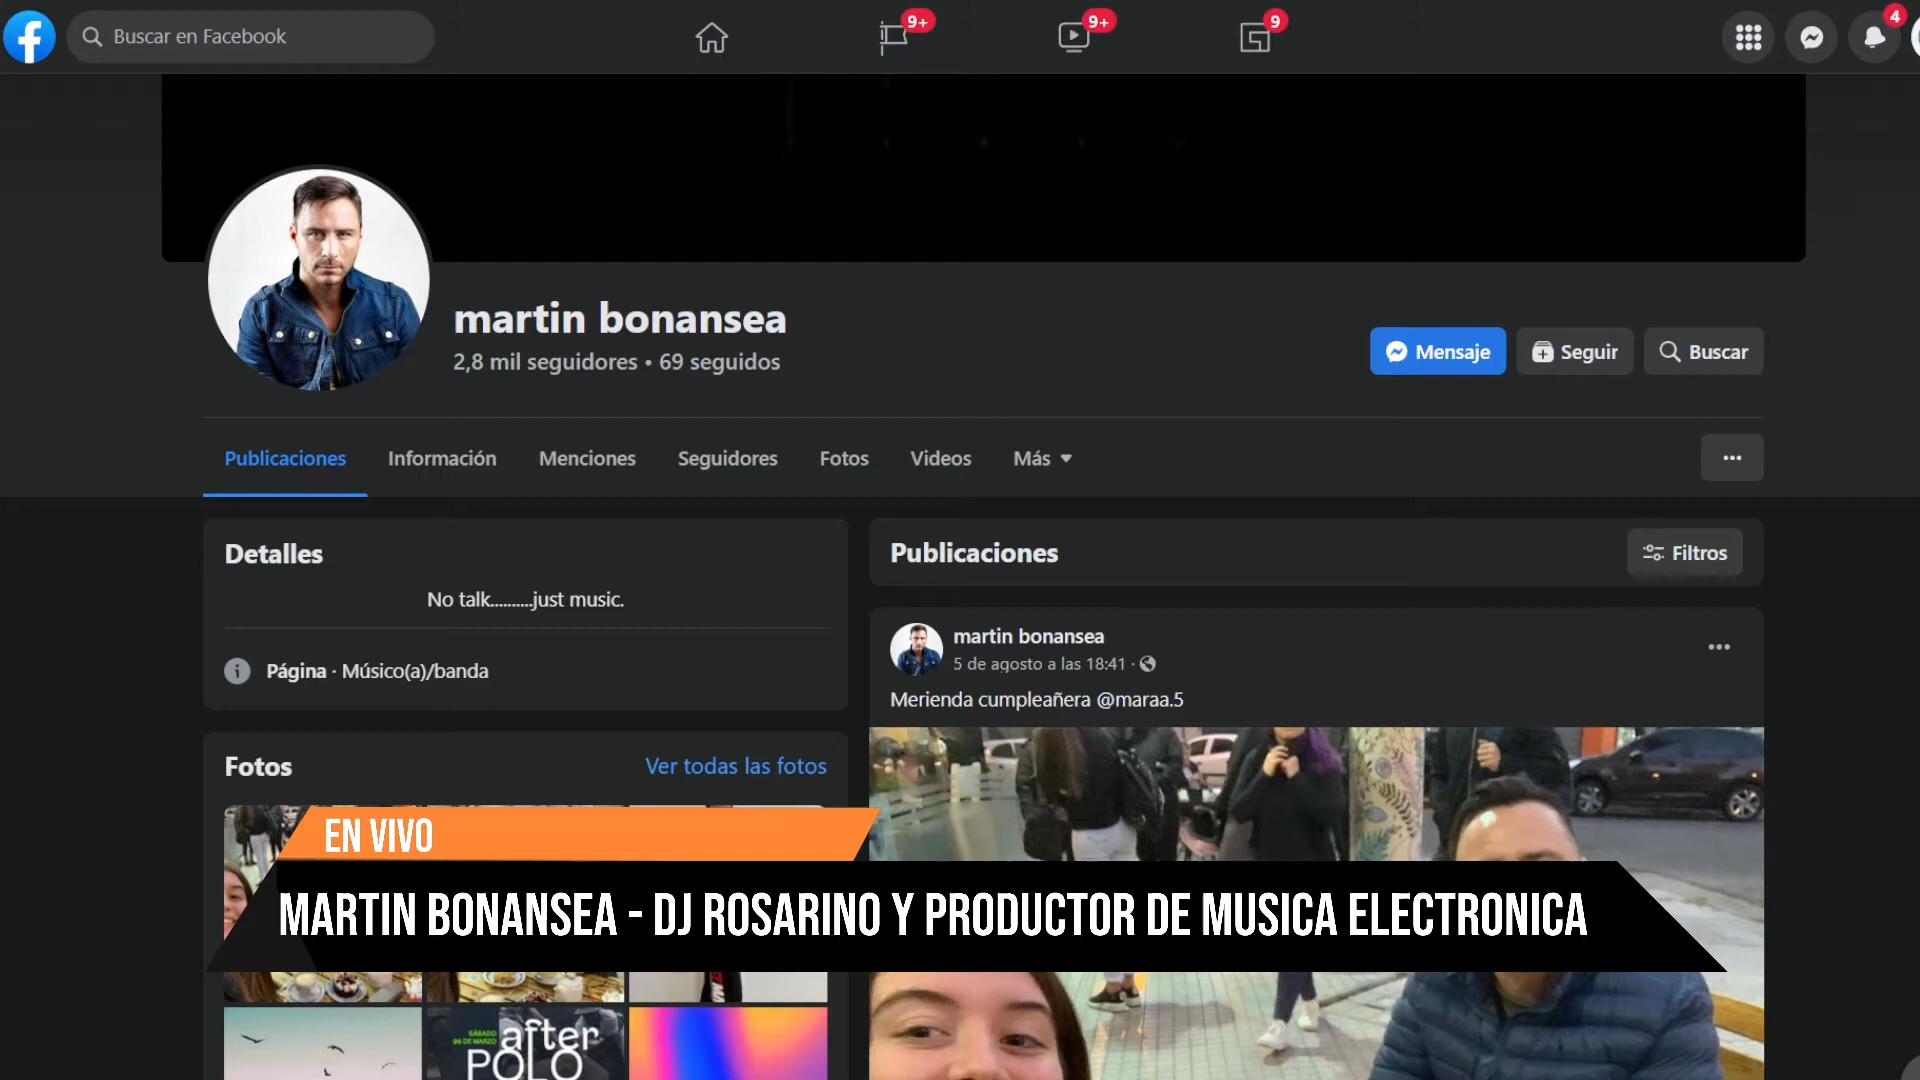 Buscar en Facebook
9+
9+
9
4
martin bonansea
2,8 mil seguidores • 69 seguidos
Mensaje
Seguir
Buscar
Publicaciones
Información
Menciones
Seguidores
Fotos
Videos
Más
Detalles
No talk..........just music.
Página · Músico(a)/banda
Fotos
Ver todas las fotos
Publicaciones
Filtros
martin bonansea
5 de agosto a las 18:41 ·
Merienda cumpleañera @maraa.5
EN VIVO
MARTIN BONANSEA - DJ ROSARINO Y PRODUCTOR DE MUSICA ELECTRONICA
SÁBADO
after
POLO